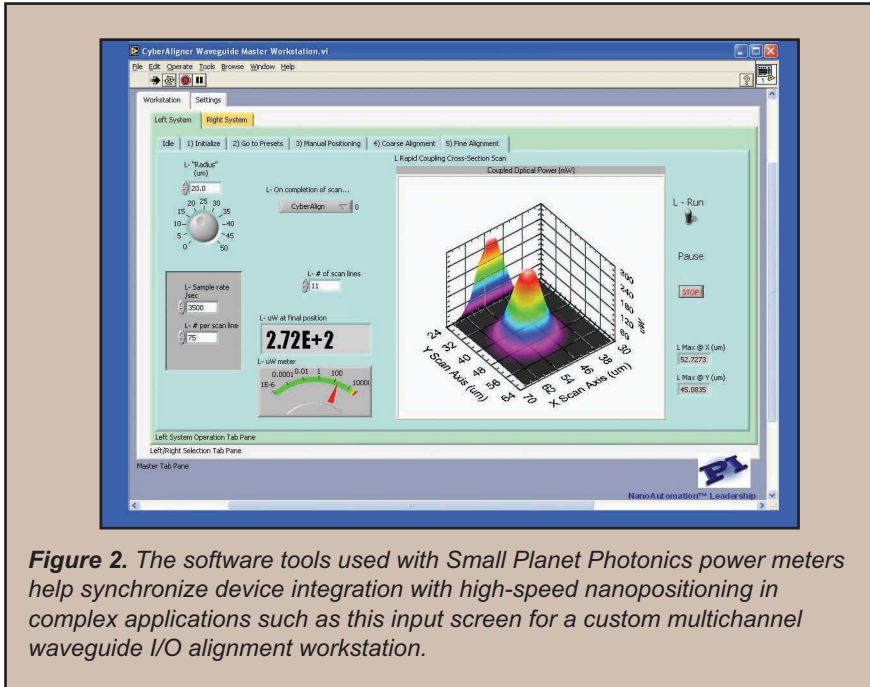 CyberAligner Waveguide Master Workstation.vi
File Edit Operate Tools Browse Window Help
Workstation Settings
Left System Right System
Idle 1) Initialize 2) Go to Presets 3) Manual Positioning 4) Coarse Alignment 5) Fine Alignment
L- "Radius"
(um)
20.0
0 5 10 15 20 25 30 35 40 45 50
L- On completion of scan...
CyberAlign 0
L- # of scan lines
11
L- Sample rate
/sec
3500
L- # per scan line
75
L- uW at final position
2.72E+2
L- uW meter
1E-6 0.0001 0.01 1 100
L Rapid Coupling Cross-Section Scan
Coupled Optical Power (nW)
300
240
180
120
60
uW
Y Scan Axis (um)
X Scan Axis (um)
L - Run
Pause
STOP
L Max @ X (um)
52.7273
L Max @ Y (um)
45.0835
Left System Operation Tab Pane
Left/Right Selection Tab Pane
Master Tab Pane
PI
NanoAutomation™ Leadership
Figure 2. The software tools used with Small Planet Photonics power meters
help synchronize device integration with high-speed nanopositioning in
complex applications such as this input screen for a custom multichannel
waveguide I/O alignment workstation.